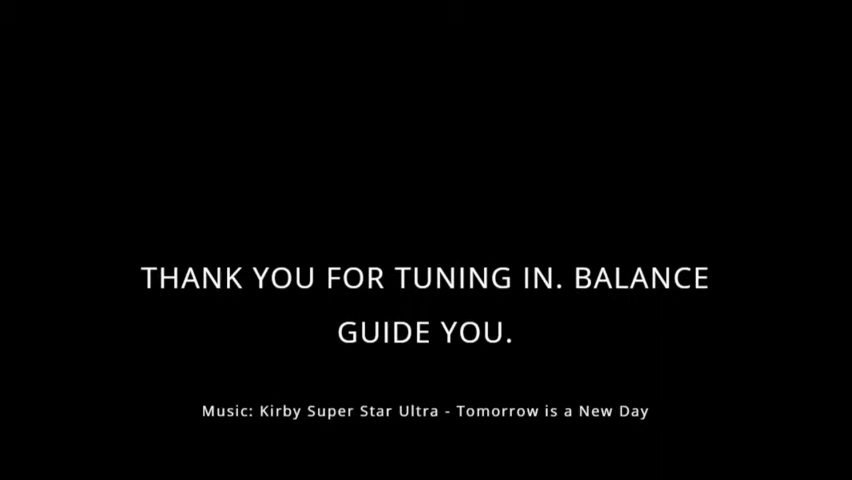 THANK YOU FOR TUNING IN. BALANCE
GUIDE YOU.
Music: Kirby Super Star Ultra - Tomorrow is a New Day